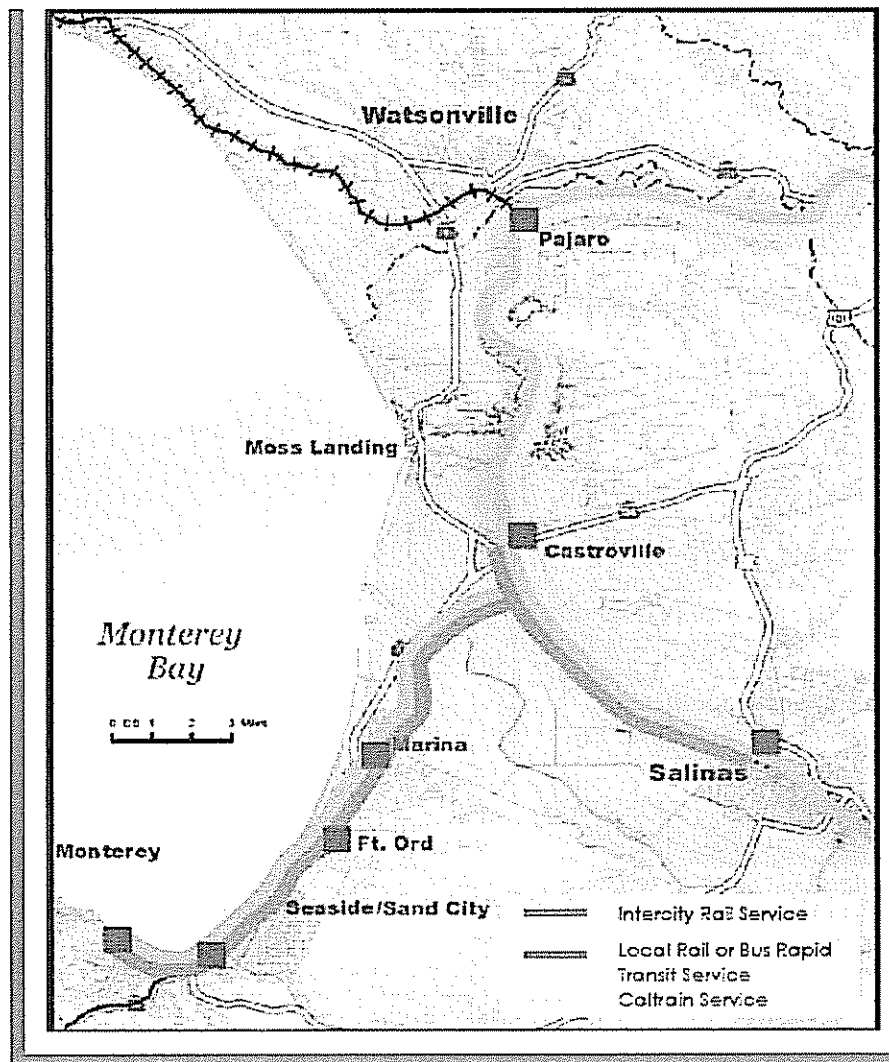 Watsonville
Pajaro
101
Moss Landing
Castroville
Monterey
Bay
Marina
Salinas
Monterey
Ft. Ord
Seaside/Sand City
Intercity Rail Service
Local Rail or Bus Rapid
Transit Service
Caltrain Service